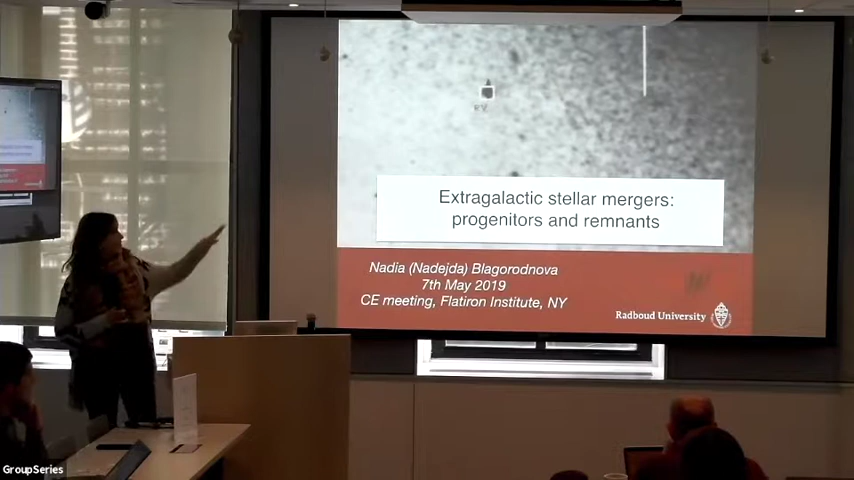 Extragalactic stellar mergers:
progenitors and remnants
Nadia (Nadejda) Blagorodnova
7th May 2019
CE meeting, Flatiron Institute, NY
Radboud University
GroupSeries